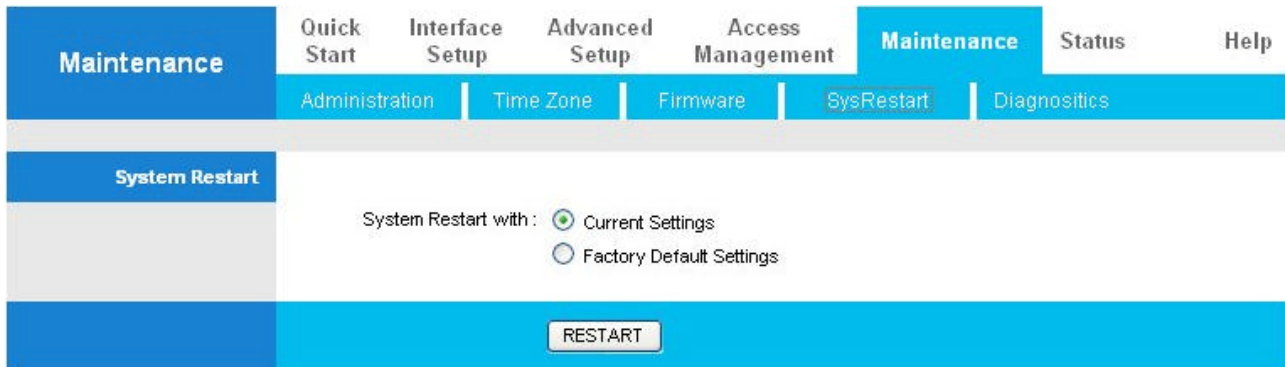 Maintenance
Quick Start
Interface Setup
Advanced Setup
Access Management
Maintenance
Status
Help
Administration
Time Zone
Firmware
SysRestart
Diagnositics
System Restart
System Restart with :
Current Settings
Factory Default Settings
RESTART